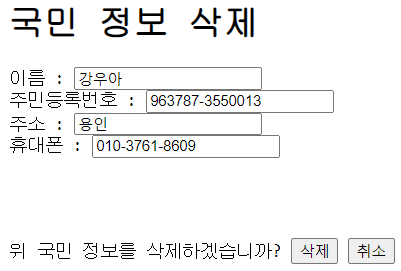 국민 정보 삭제
이름 : 강우아
주민등록번호 : 963787-3550013
주소 : 용인
휴대폰 : 010-3761-8609
위 국민 정보를 삭제하겠습니까? 삭제 취소